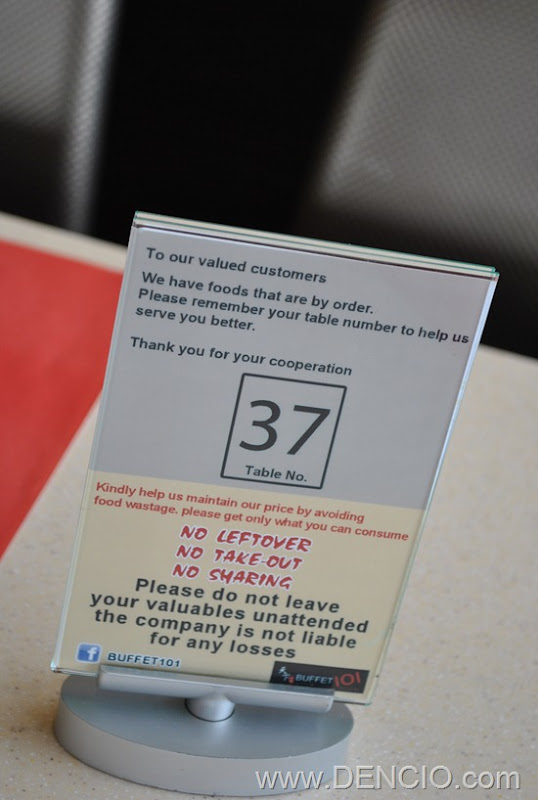 To our valued customers
We have foods that are by order.
Please remember your table number to help us
serve you better.
Thank you for your cooperation
37
Table No.
Kindly help us maintain our price by avoiding
food wastage. please get only what you can consume
NO LEFTOVER
NO TAKE-OUT
NO SHARING
Please do not leave
your valuables unattended
the company is not liable
for any losses
f BUFFET101
BUFFET 101
www.DENCIO.com